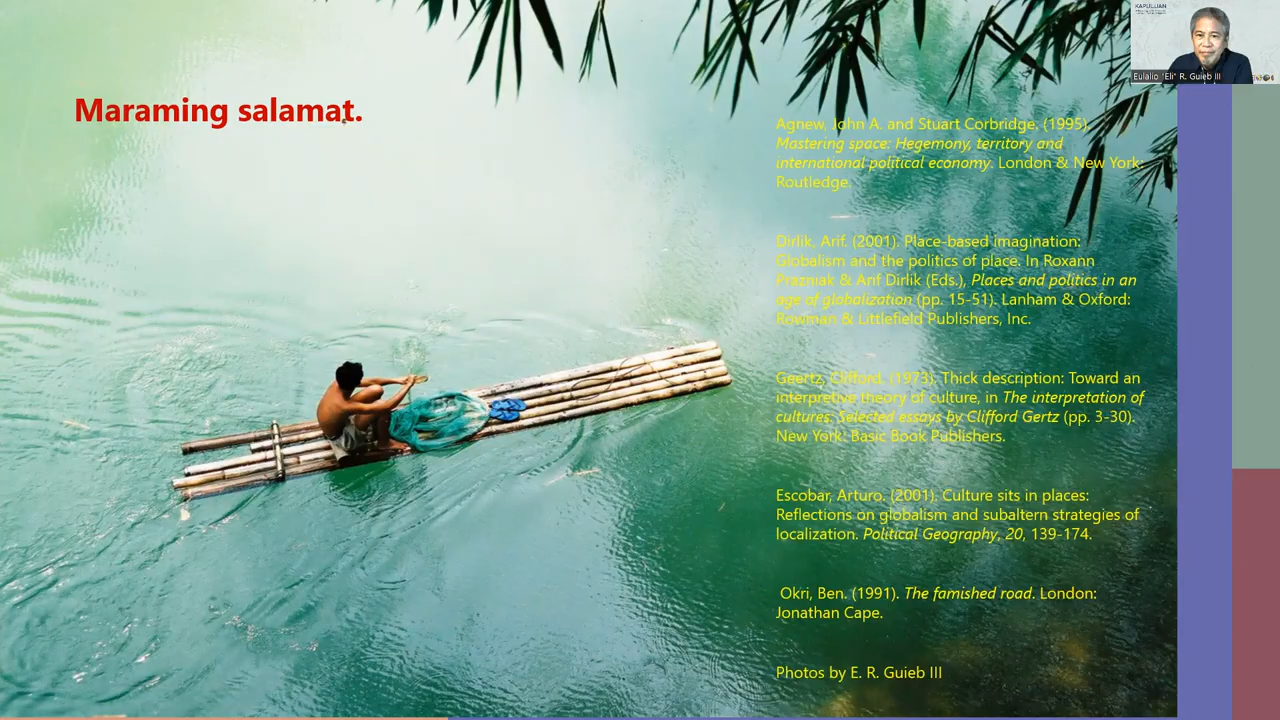 KAPULUAN
Eulalio "Eli" R. Guieb III
Maraming salamat.
Agnew, John A. and Stuart Corbridge. (1995).
Mastering space: Hegemony, territory and
international political economy. London & New York:
Routledge.
Dirlik, Arif. (2001). Place-based imagination:
Globalism and the politics of place. In Roxann
Prazniak & Arif Dirlik (Eds.), Places and politics in an
age of globalization (pp. 15-51). Lanham & Oxford:
Rowman & Littlefield Publishers, Inc.
Geertz, Clifford. (1973). Thick description: Toward an
interpretive theory of culture, in The interpretation of
cultures: Selected essays by Clifford Gertz (pp. 3-30).
New York: Basic Book Publishers.
Escobar, Arturo. (2001). Culture sits in places:
Reflections on globalism and subaltern strategies of
localization. Political Geography, 20, 139-174.
Okri, Ben. (1991). The famished road. London:
Jonathan Cape.
Photos by E. R. Guieb III